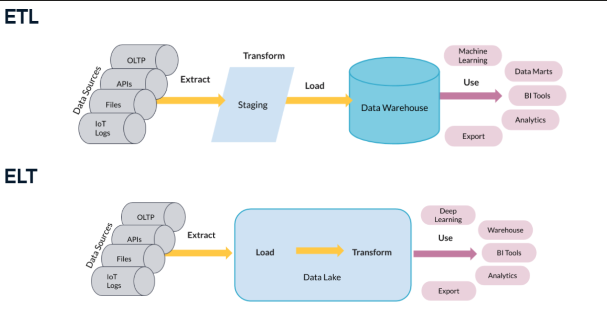 ETL
Data Sources
OLTP
APIs
Files
IoT
Logs
Extract
Transform
Staging
Load
Data Warehouse
Use
Machine
Learning
Data Marts
BI Tools
Analytics
Export
ELT
Data Sources
OLTP
APIs
Files
IoT
Logs
Extract
Load
Transform
Data Lake
Use
Deep
Learning
Warehouse
BI Tools
Analytics
Export